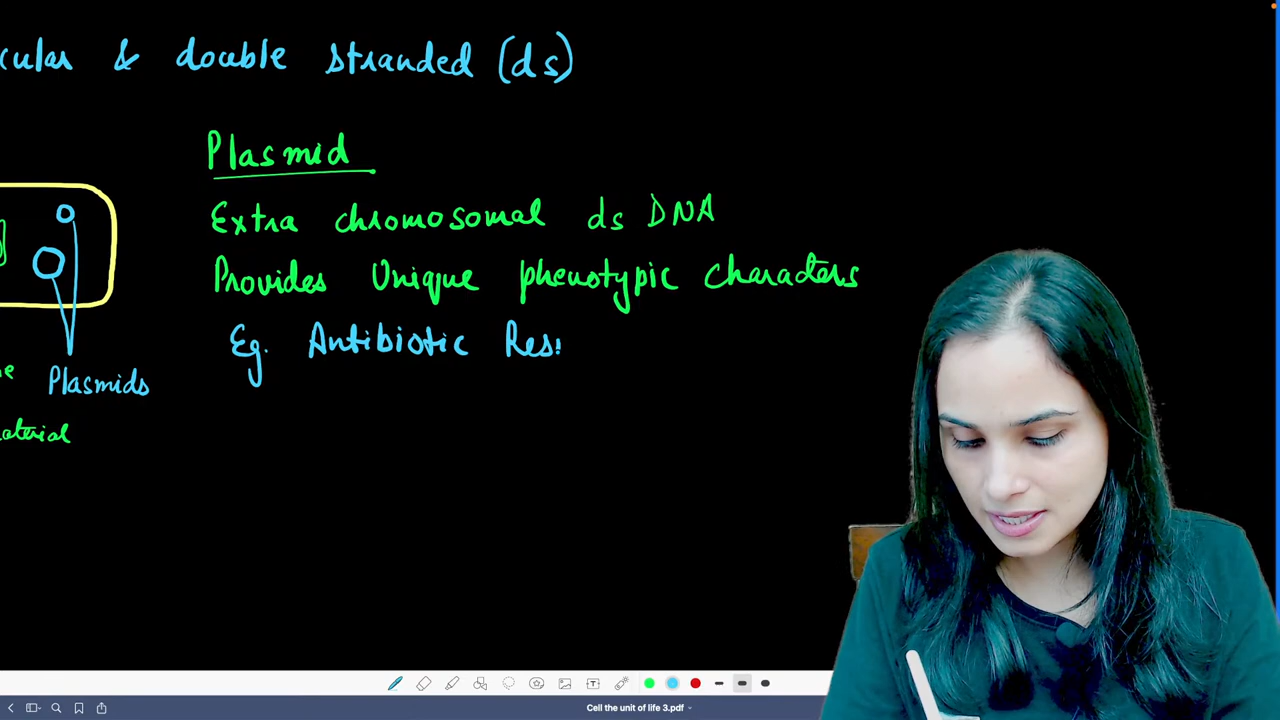 cular & double stranded (ds)
Plasmid
Extra chromosomal ds DNA
Provides Unique phenotypic characters
Eg. Antibiotic Res
Plasmids
aterial
Cell the unit of life 3.pdf